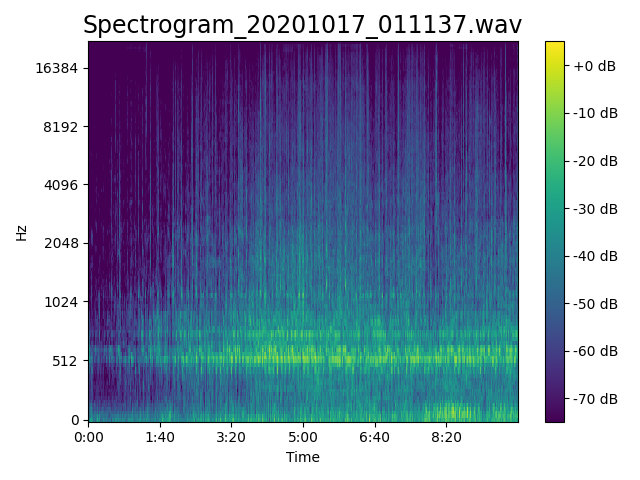 Spectrogram_20201017_011137.wav
16384
8192
4096
2048
1024
512
0
Hz
0:00 1:40 3:20 5:00 6:40 8:20
Time
+0 dB
-10 dB
-20 dB
-30 dB
-40 dB
-50 dB
-60 dB
-70 dB